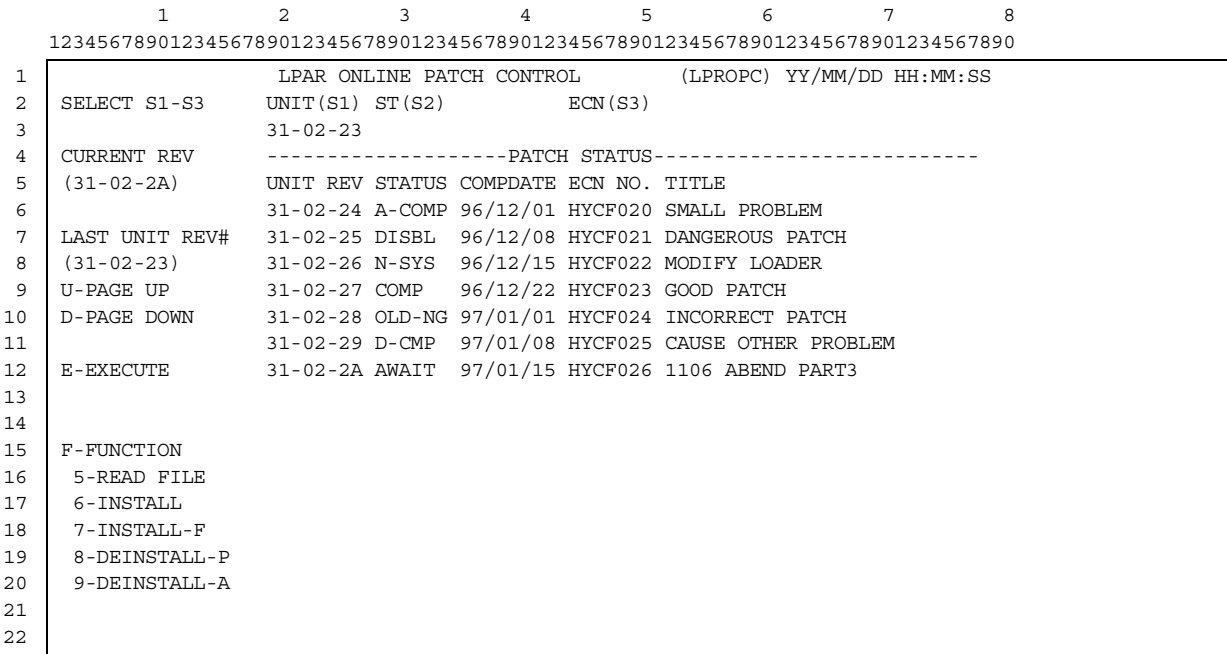 1 2 3 4 5 6 7 8
12345678901234567890123456789012345678901234567890123456789012345678901234567890
1 LPAR ONLINE PATCH CONTROL (LPROPC) YY/MM/DD HH:MM:SS
2 SELECT S1-S3 UNIT(S1) ST(S2) ECN(S3)
3 31-02-23
4 CURRENT REV --------------------PATCH STATUS---------------------------
5 (31-02-2A) UNIT REV STATUS COMPDATE ECN NO. TITLE
6 31-02-24 A-COMP 96/12/01 HYCF020 SMALL PROBLEM
7 LAST UNIT REV# 31-02-25 DISBL 96/12/08 HYCF021 DANGEROUS PATCH
8 (31-02-23) 31-02-26 N-SYS 96/12/15 HYCF022 MODIFY LOADER
9 U-PAGE UP 31-02-27 COMP 96/12/22 HYCF023 GOOD PATCH
10 D-PAGE DOWN 31-02-28 OLD-NG 97/01/01 HYCF024 INCORRECT PATCH
11 31-02-29 D-CMP 97/01/08 HYCF025 CAUSE OTHER PROBLEM
12 E-EXECUTE 31-02-2A AWAIT 97/01/15 HYCF026 1106 ABEND PART3
13
14
15 F-FUNCTION
16 5-READ FILE
17 6-INSTALL
18 7-INSTALL-F
19 8-DEINSTALL-P
20 9-DEINSTALL-A
21
22